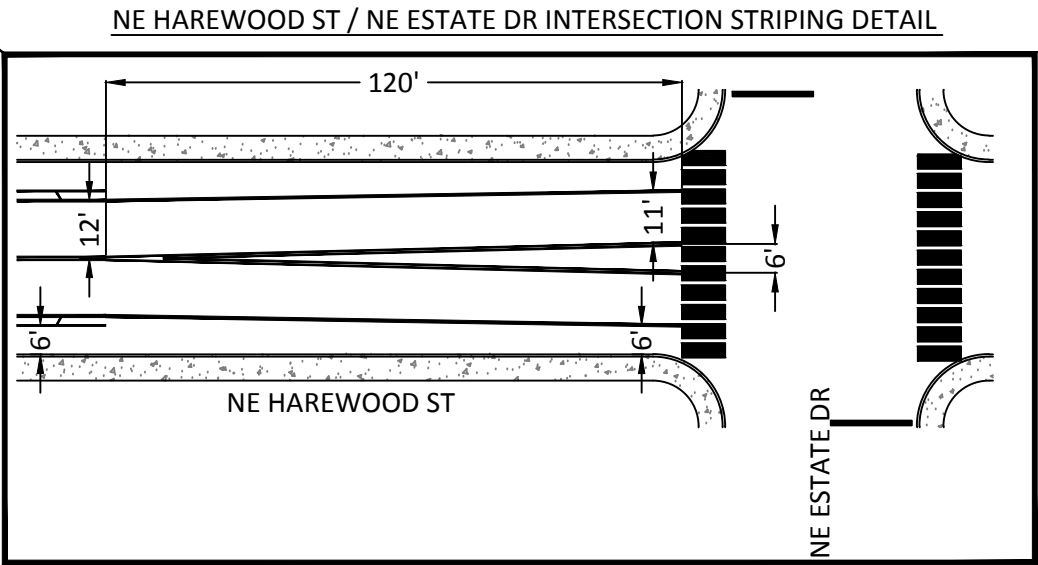 NE HAREWOOD ST / NE ESTATE DR INTERSECTION STRIPING DETAIL
120'
12'
11'
6'
6'
6'
NE HAREWOOD ST
NE ESTATE DR